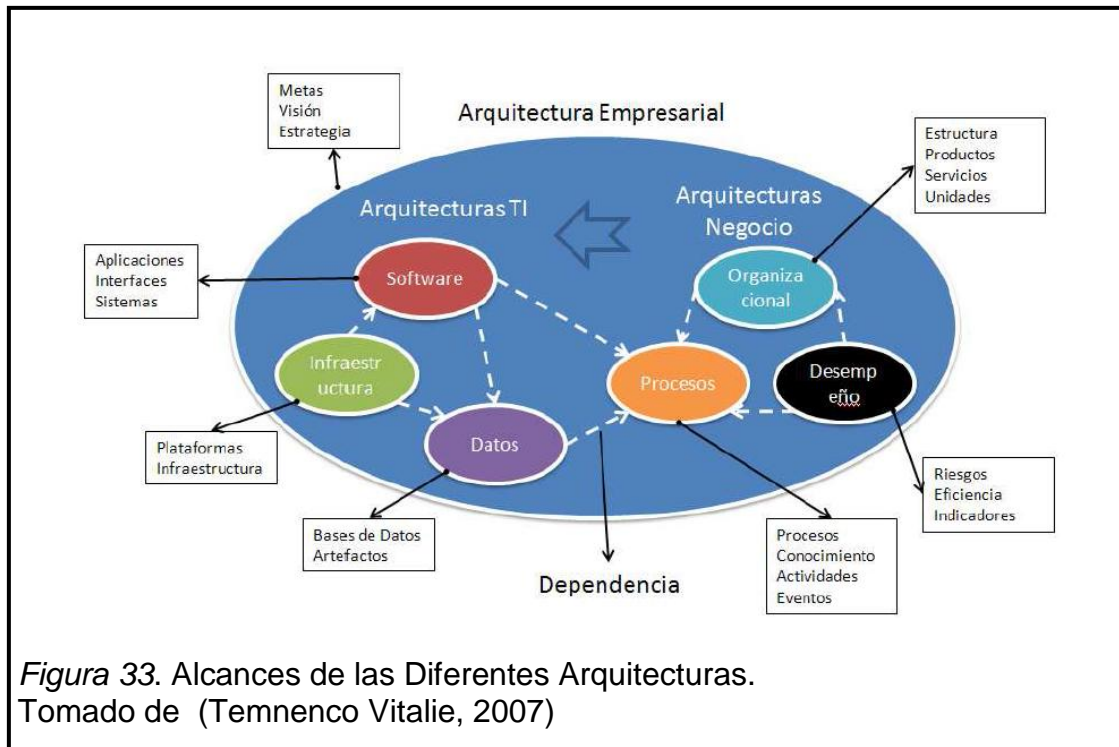 Metas
Visión
Estrategia
Arquitectura Empresarial
Estructura
Productos
Servicios
Unidades
Arquitecturas TI
Arquitecturas
Negocio
Aplicaciones
Interfaces
Sistemas
Software
Organiza
cional
Infraestr
uctura
Procesos
Desemp
eño
Datos
Plataformas
Infraestructura
Riesgos
Eficiencia
Indicadores
Bases de Datos
Artefactos
Dependencia
Procesos
Conocimiento
Actividades
Eventos
Figura 33. Alcances de las Diferentes Arquitecturas.
Tomado de (Temnenco Vitalie, 2007)